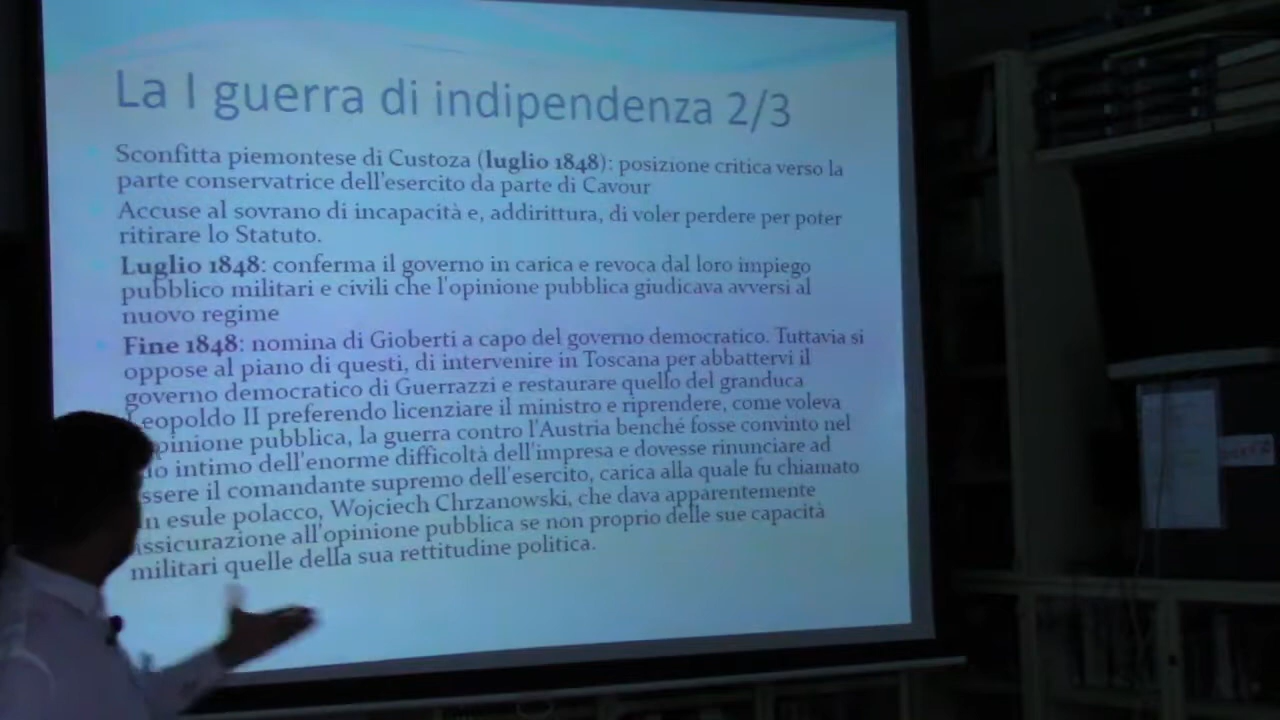 La I guerra di indipendenza 2/3
Sconfitta piemontese di Custoza (luglio 1848): posizione critica verso la
parte conservatrice dell'esercito da parte di Cavour
Accuse al sovrano di incapacità e, addirittura, di voler perdere per poter
ritirare lo Statuto.
Luglio 1848: conferma il governo in carica e revoca dal loro impiego
pubblico militari e civili che l'opinione pubblica giudicava avversi al
nuovo regime
Fine 1848: nomina di Gioberti a capo del governo democratico. Tuttavia si
oppose al piano di questi, di intervenire in Toscana per abbattervi il
governo democratico di Guerrazzi e restaurare quello del granduca
Leopoldo II preferendo licenziare il ministro e riprendere, come voleva
opinione pubblica, la guerra contro l'Austria benché fosse convinto nel
intimo dell'enorme difficoltà dell'impresa e dovesse rinunciare ad
essere il comandante supremo dell'esercito, carica alla quale fu chiamato
un esule polacco, Wojciech Chrzanowski, che dava apparentemente
assicurazione all'opinione pubblica se non proprio delle sue capacità
militari quelle della sua rettitudine politica.